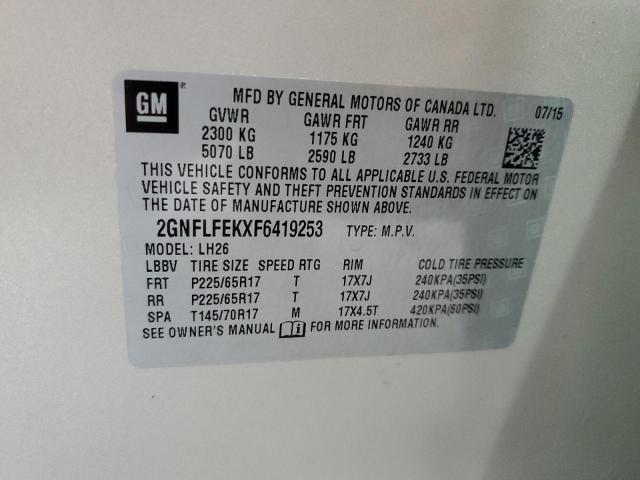 GM
MFD BY GENERAL MOTORS OF CANADA LTD. 07/15
GVWR GAWR FRT GAWR RR
2300 KG 1175 KG 1240 KG
5070 LB 2590 LB 2733 LB
THIS VEHICLE CONFORMS TO ALL APPLICABLE U.S. FEDERAL MOTOR
VEHICLE SAFETY AND THEFT PREVENTION STANDARDS IN EFFECT ON
THE DATE OF MANUFACTURE SHOWN ABOVE.
2GNFLFEKXF6419253 TYPE: M.P.V.
MODEL: LH26
LBBV TIRE SIZE SPEED RTG RIM COLD TIRE PRESSURE
FRT P225/65R17 T 17X7J 240KPA(35PSI)
RR P225/65R17 T 17X7J 240KPA(35PSI)
SPA T145/70R17 M 17X4.5T 420KPA(60PSI)
SEE OWNER'S MANUAL FOR MORE INFORMATION.